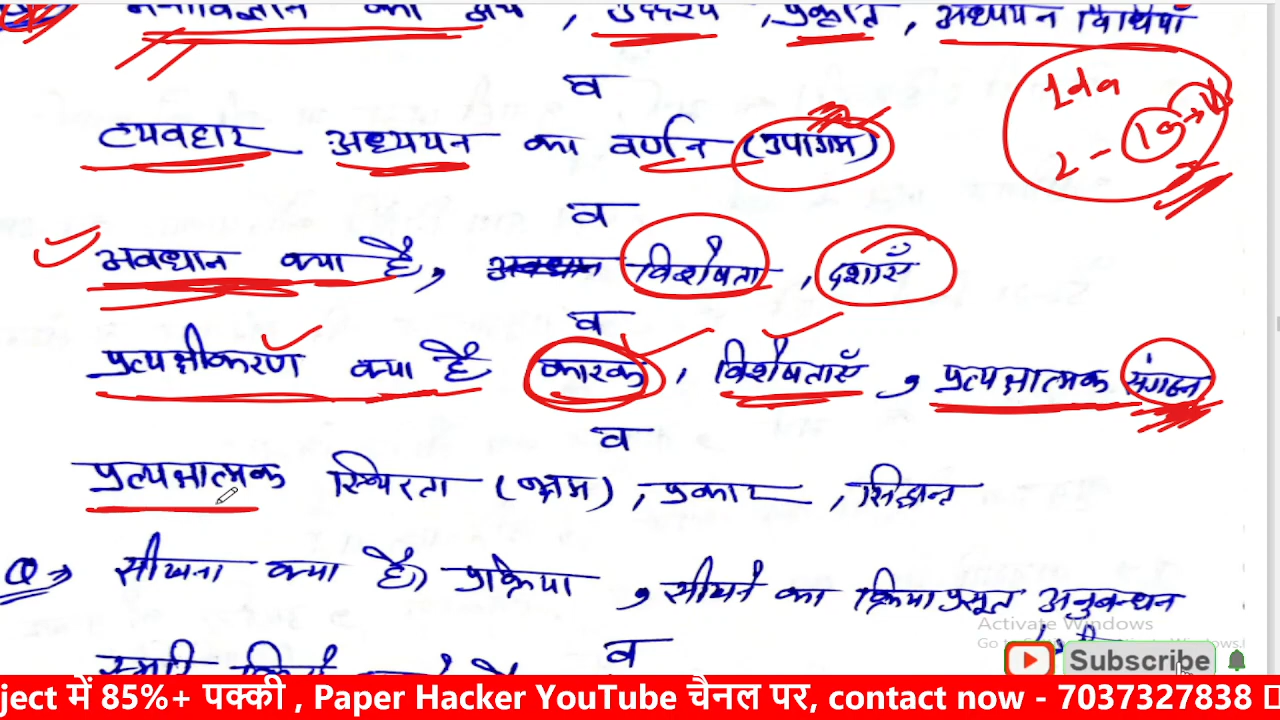 मनोविज्ञान का अर्थ, उद्देश्य, प्रकृति, अध्ययन विधियाँ
1da
व
2 - 19 →
व्यवहार अध्ययन का वर्णन (उपागम)
व
अवधान क्या है, विशेषता, दशाएँ
व
प्रत्यक्षीकरण क्या है कारक, विशेषताएँ, प्रत्यक्षात्मक संगठन
व
प्रत्यक्षात्मक स्थिरता (भ्रम), प्रकार, सिद्धान्त
Q⇒ सीखना क्या है? प्रक्रिया, सीखने का क्रियाप्रसूत अनुबन्धन
Activate Windows
व
Subscribe
ject में 85%+ पक्की , Paper Hacker YouTube चैनल पर, contact now - 7037327838